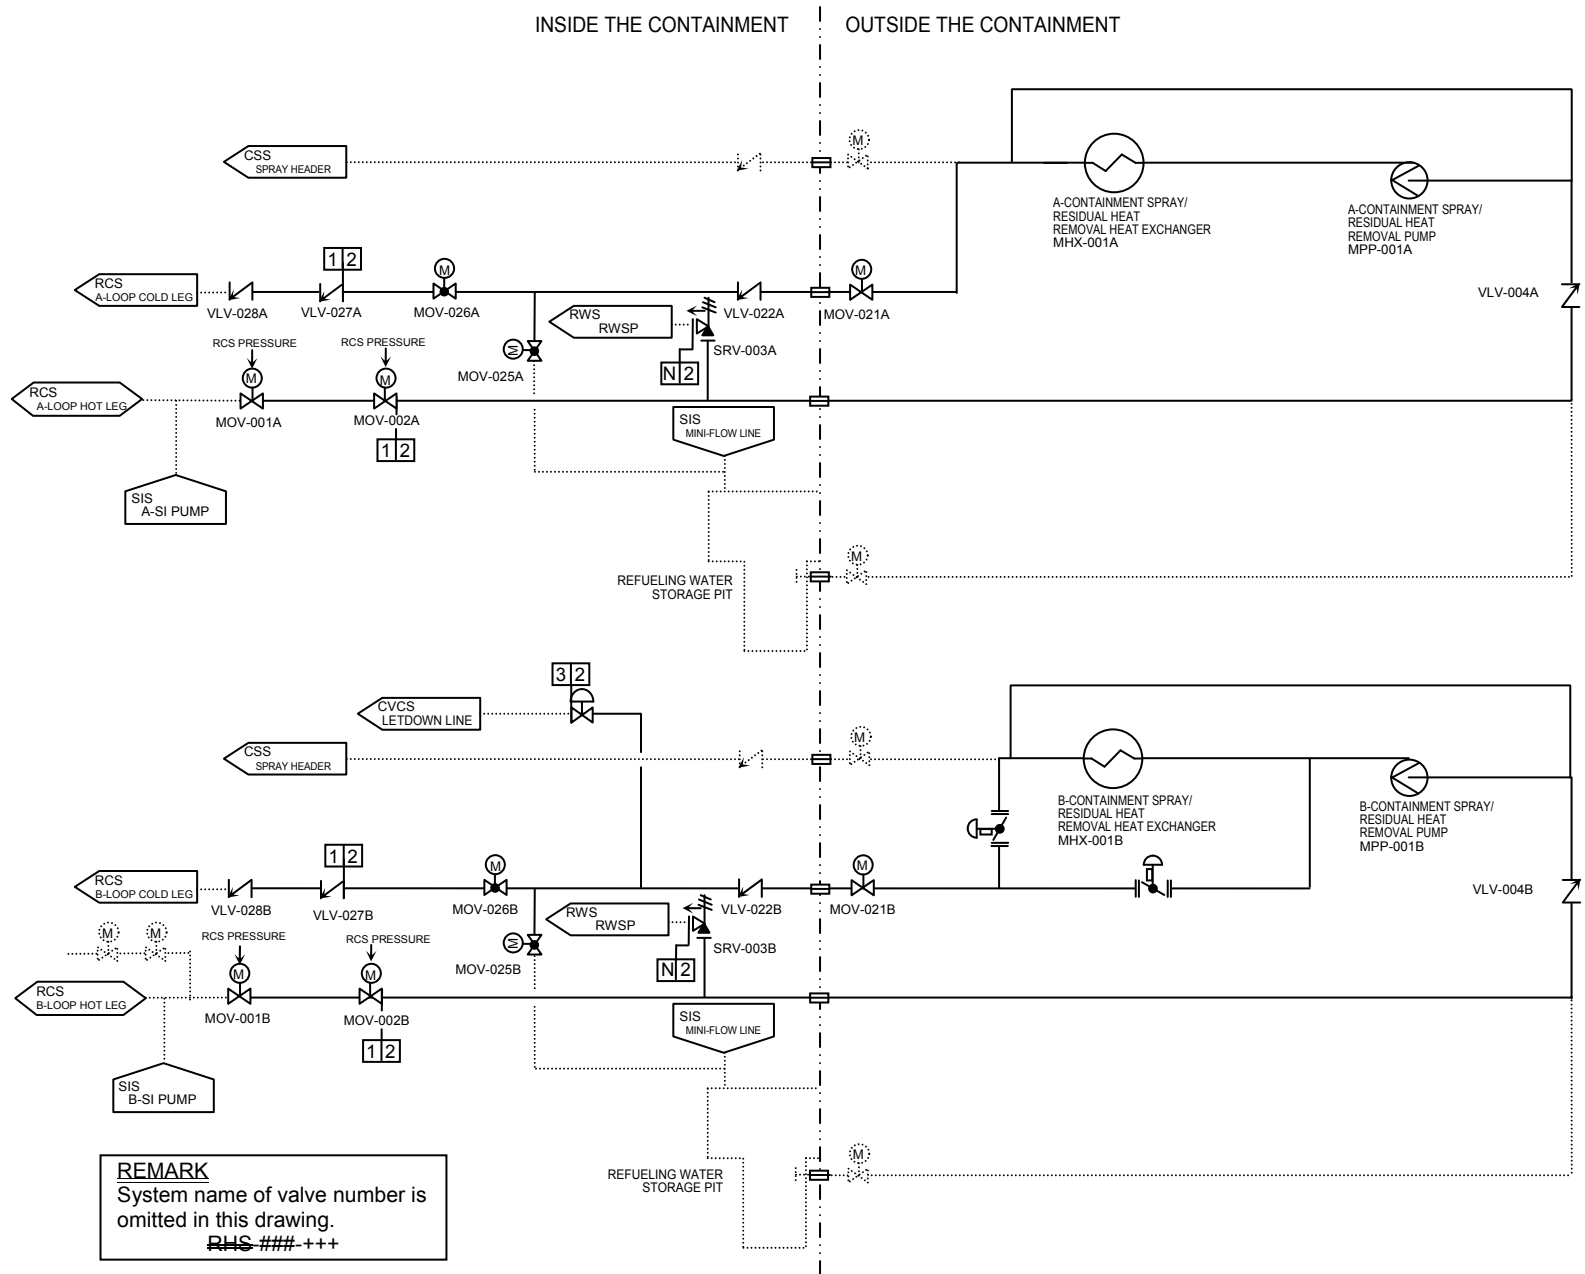 INSIDE THE CONTAINMENT
OUTSIDE THE CONTAINMENT
M
CSS
SPRAY HEADER
A-CONTAINMENT SPRAY/
RESIDUAL HEAT
REMOVAL HEAT EXCHANGER
MHX-001A
A-CONTAINMENT SPRAY/
RESIDUAL HEAT
REMOVAL PUMP
MPP-001A
1 2
M
M
RCS
A-LOOP COLD LEG
VLV-028A
VLV-027A
MOV-026A
RWS
RWSP
VLV-022A
MOV-021A
VLV-004A
RCS PRESSURE
RCS PRESSURE
M
SRV-003A
M
M
MOV-025A
N 2
RCS
A-LOOP HOT LEG
MOV-001A
MOV-002A
SIS
MINI-FLOW LINE
1 2
SIS
A-SI PUMP
M
REFUELING WATER
STORAGE PIT
3 2
CVCS
LETDOWN LINE
M
CSS
SPRAY HEADER
B-CONTAINMENT SPRAY/
RESIDUAL HEAT
REMOVAL HEAT EXCHANGER
MHX-001B
B-CONTAINMENT SPRAY/
RESIDUAL HEAT
REMOVAL PUMP
MPP-001B
1 2
M
M
RCS
B-LOOP COLD LEG
VLV-028B
VLV-027B
MOV-026B
RWS
RWSP
VLV-022B
MOV-021B
VLV-004B
M
M
RCS PRESSURE
RCS PRESSURE
M
SRV-003B
M
M
MOV-025B
N 2
RCS
B-LOOP HOT LEG
MOV-001B
MOV-002B
SIS
MINI-FLOW LINE
1 2
SIS
B-SI PUMP
M
REFUELING WATER
STORAGE PIT
REMARK
System name of valve number is
omitted in this drawing.
RHS-###-+++